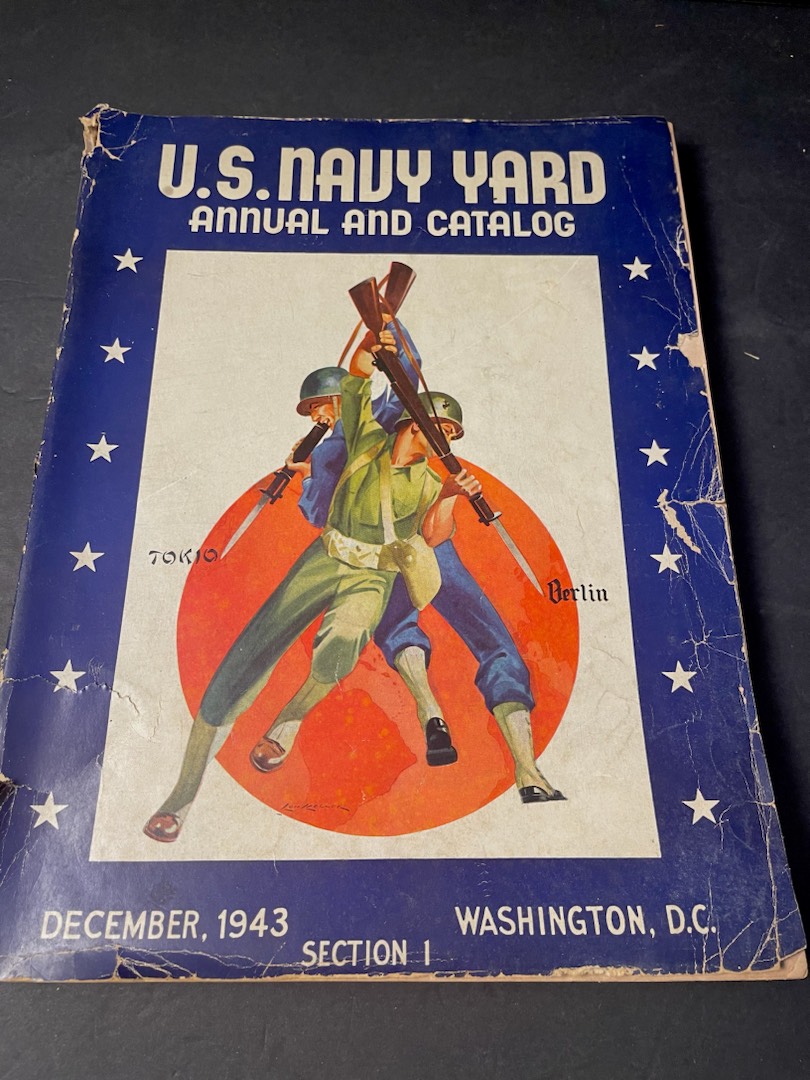 U.S. NAVY YARD
ANNUAL AND CATALOG
TOKIO
Berlin
DECEMBER, 1943
WASHINGTON, D.C.
SECTION 1